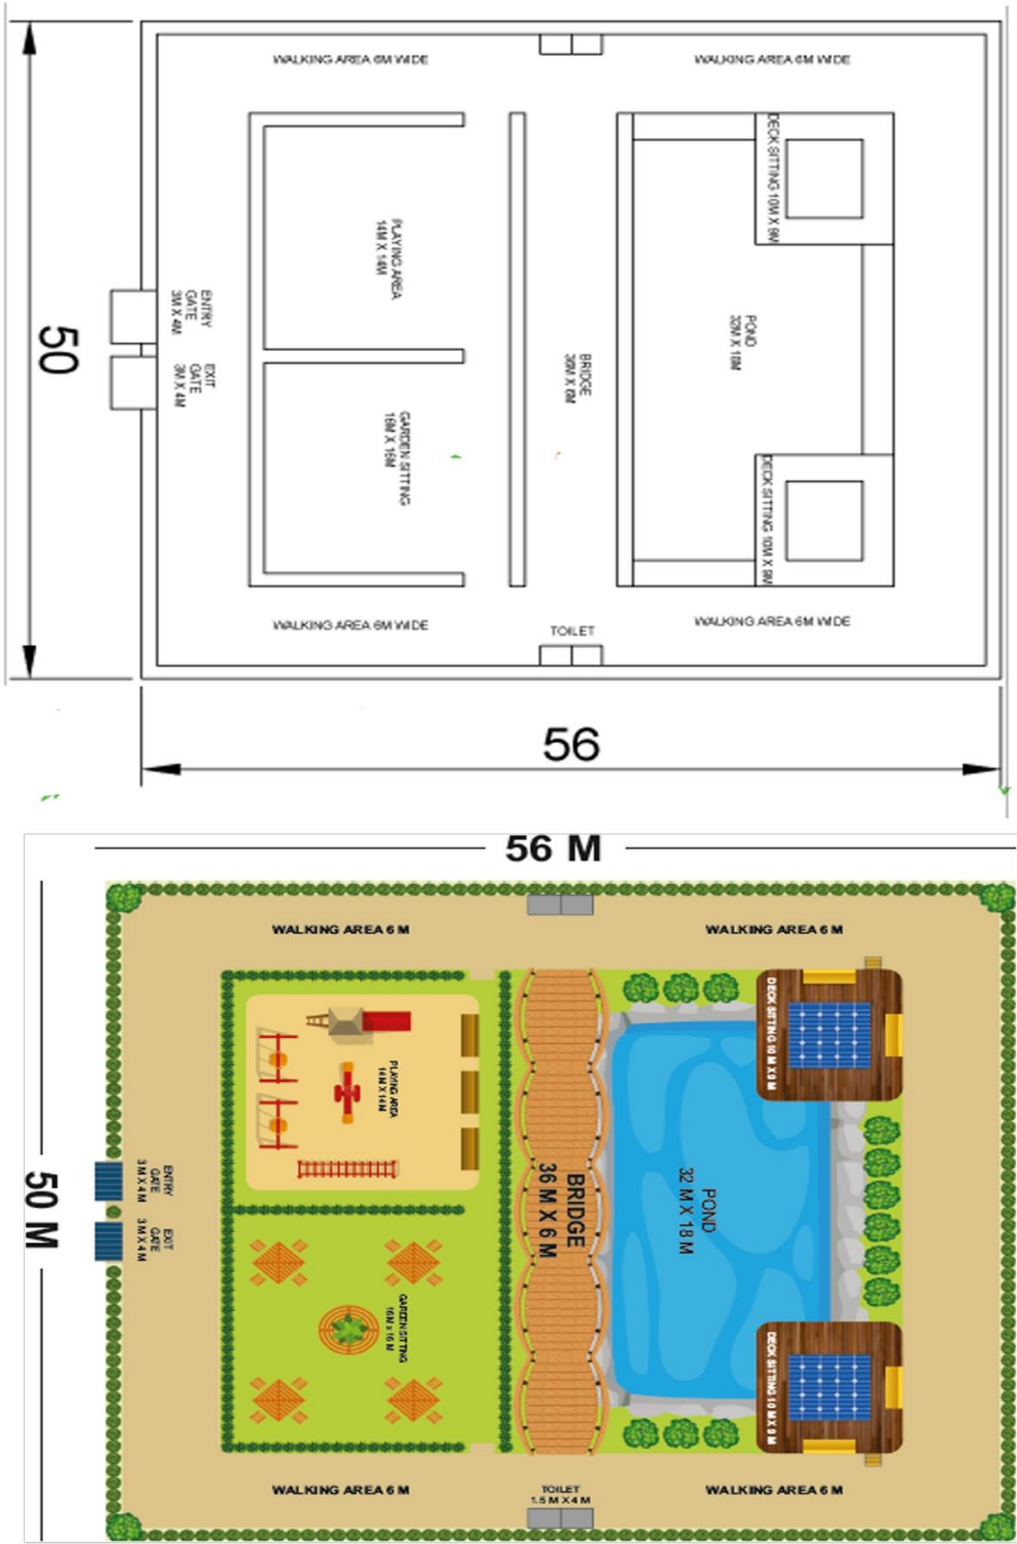 WALKING AREA 6M WIDE
WALKING AREA 6M WIDE
DECK SITTING 10M X 9M
PLAYING AREA
14M X 14M
ENTRY
GATE
3M X 4M
EXIT
GATE
3M X 4M
50
POND
32M X 18M
BRIDGE
36M X 6M
GARDEN SITTING
16M X 16M
DECK SITTING 10M X 9M
WALKING AREA 6M WIDE
TOILET
WALKING AREA 6M WIDE
56
56 M
WALKING AREA 6 M
WALKING AREA 6 M
DECK SITTING 10 M X 9 M
PLAYING AREA
14 M X 14 M
ENTRY
GATE
3 M X 4 M
EXIT
GATE
3 M X 4 M
50 M
BRIDGE
36 M X 6 M
POND
32 M X 18 M
GARDEN SITTING
16 M X 16 M
DECK SITTING 10 M X 9 M
WALKING AREA 6 M
TOILET
1.5 M X 4 M
WALKING AREA 6 M